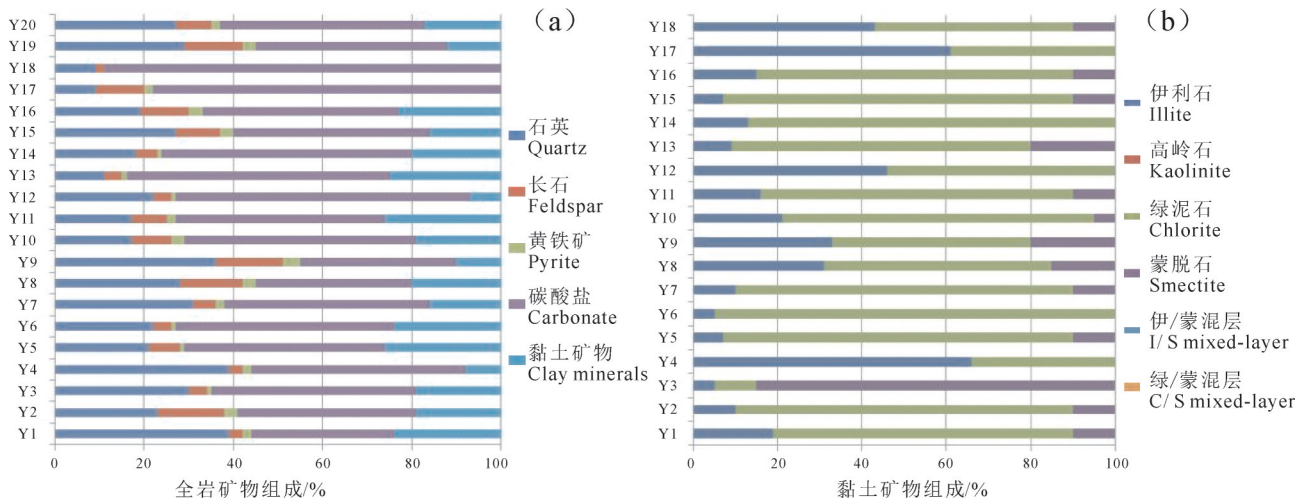 (a)
Y20
Y19
Y18
Y17
Y16
Y15
Y14
Y13
Y12
Y11
Y10
Y9
Y8
Y7
Y6
Y5
Y4
Y3
Y2
Y1
0 20 40 60 80 100
全岩矿物组成/%
石英
Quartz
长石
Feldspar
黄铁矿
Pyrite
碳酸盐
Carbonate
黏土矿物
Clay minerals
(b)
Y18
Y17
Y16
Y15
Y14
Y13
Y12
Y11
Y10
Y9
Y8
Y7
Y6
Y5
Y4
Y3
Y2
Y1
0 20 40 60 80 100
黏土矿物组成/%
伊利石
Illite
高岭石
Kaolinite
绿泥石
Chlorite
蒙脱石
Smectite
伊/蒙混层
I/S mixed-layer
绿/蒙混层
C/S mixed-layer